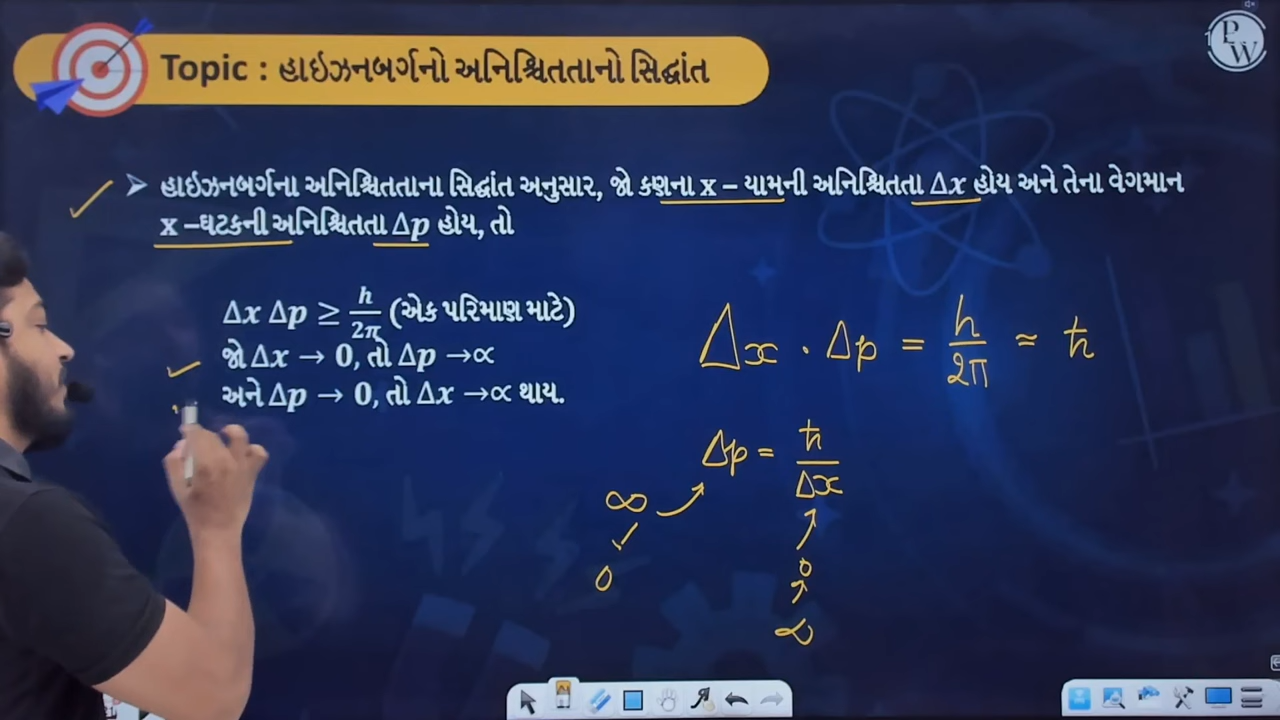 PW
Topic : હાઇઝનબર્ગનો અનિશ્ચિતતાનો સિદ્ધાંત
➢ હાઇઝનબર્ગના અનિશ્ચિતતાના સિદ્ધાંત અનુસાર, જો કણના x – યામની અનિશ્ચિતતા Δx હોય અને તેના વેગમાન
x –ઘટકની અનિશ્ચિતતા Δp હોય, તો
Δx Δp ≥ h/2π (એક પરિમાણ માટે)
જો Δx → 0, તો Δp →∝
અને Δp → 0, તો Δx →∝ થાય.
Δx · Δp = h/2π ≈ ħ
Δp = ħ/Δx
∞
0
0
∞